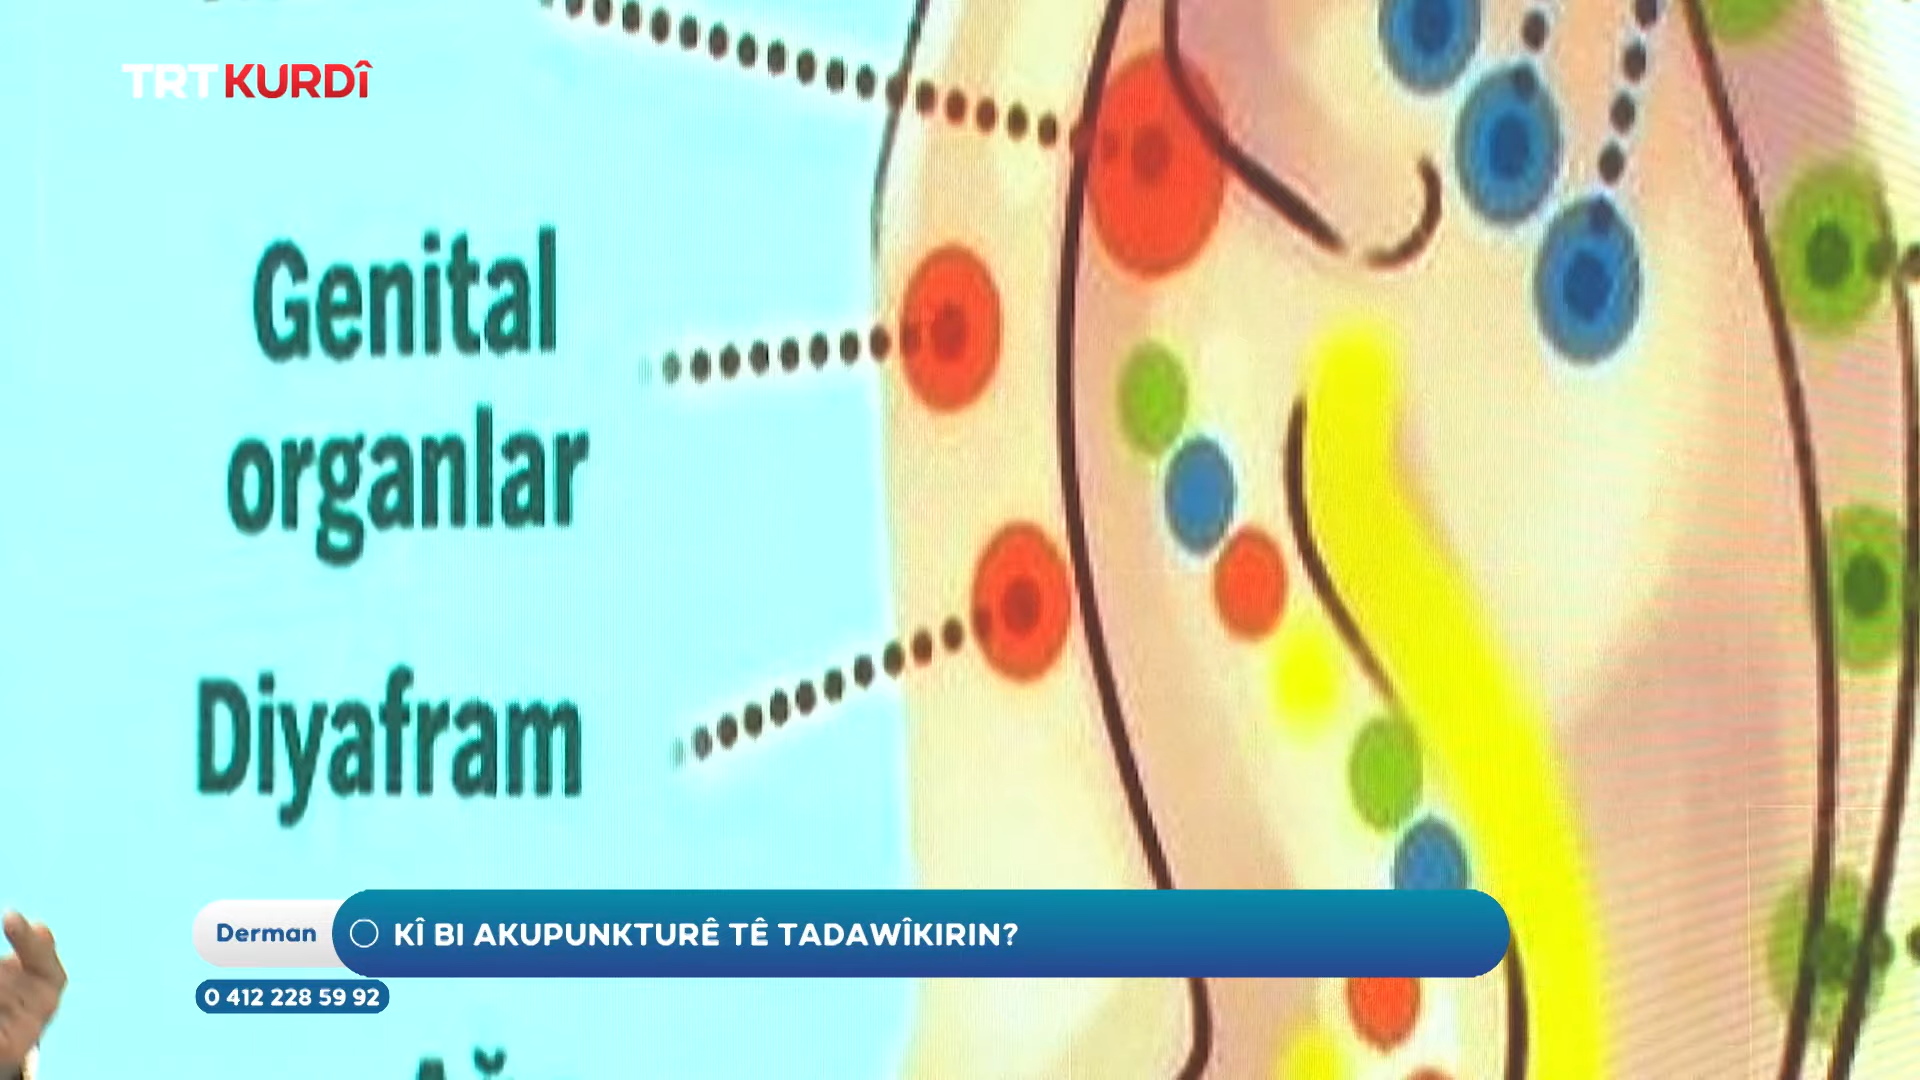 TRT KURDÎ
Genital
organlar
Diyafram
Derman
KÎ BI AKUPUNKTURÊ TÊ TADAWÎKIRIN?
0 412 228 59 92